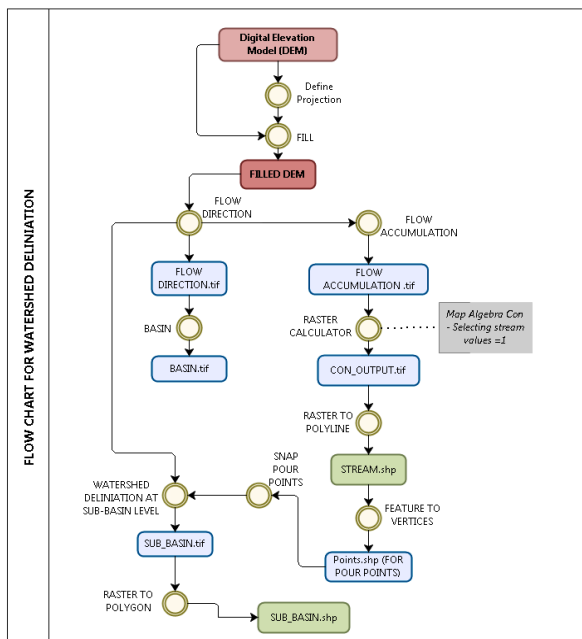 FLOW CHART FOR WATERSHED DELINIATION
Digital Elevation
Model (DEM)
Define
Projection
FILL
FILLED DEM
FLOW
DIRECTION
FLOW
ACCUMULATION
FLOW
DIRECTION.tif
FLOW
ACCUMULATION .tif
BASIN
RASTER
CALCULATOR
Map Algebra Con
- Selecting stream
values =1
BASIN.tif
CON_OUTPUT.tif
RASTER TO
POLYLINE
STREAM.shp
SNAP
POUR
POINTS
WATERSHED
DELINIATION AT
SUB-BASIN LEVEL
FEATURE TO
VERTICES
SUB_BASIN.tif
Points.shp (FOR
POUR POINTS)
RASTER TO
POLYGON
SUB_BASIN.shp